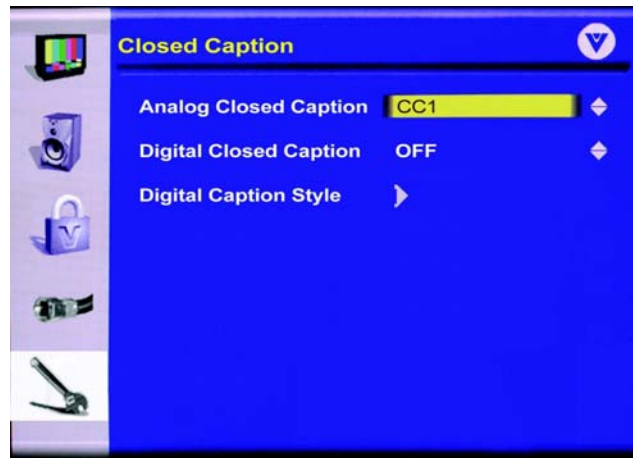 Closed Caption
V
Analog Closed Caption CC1
Digital Closed Caption OFF
Digital Caption Style